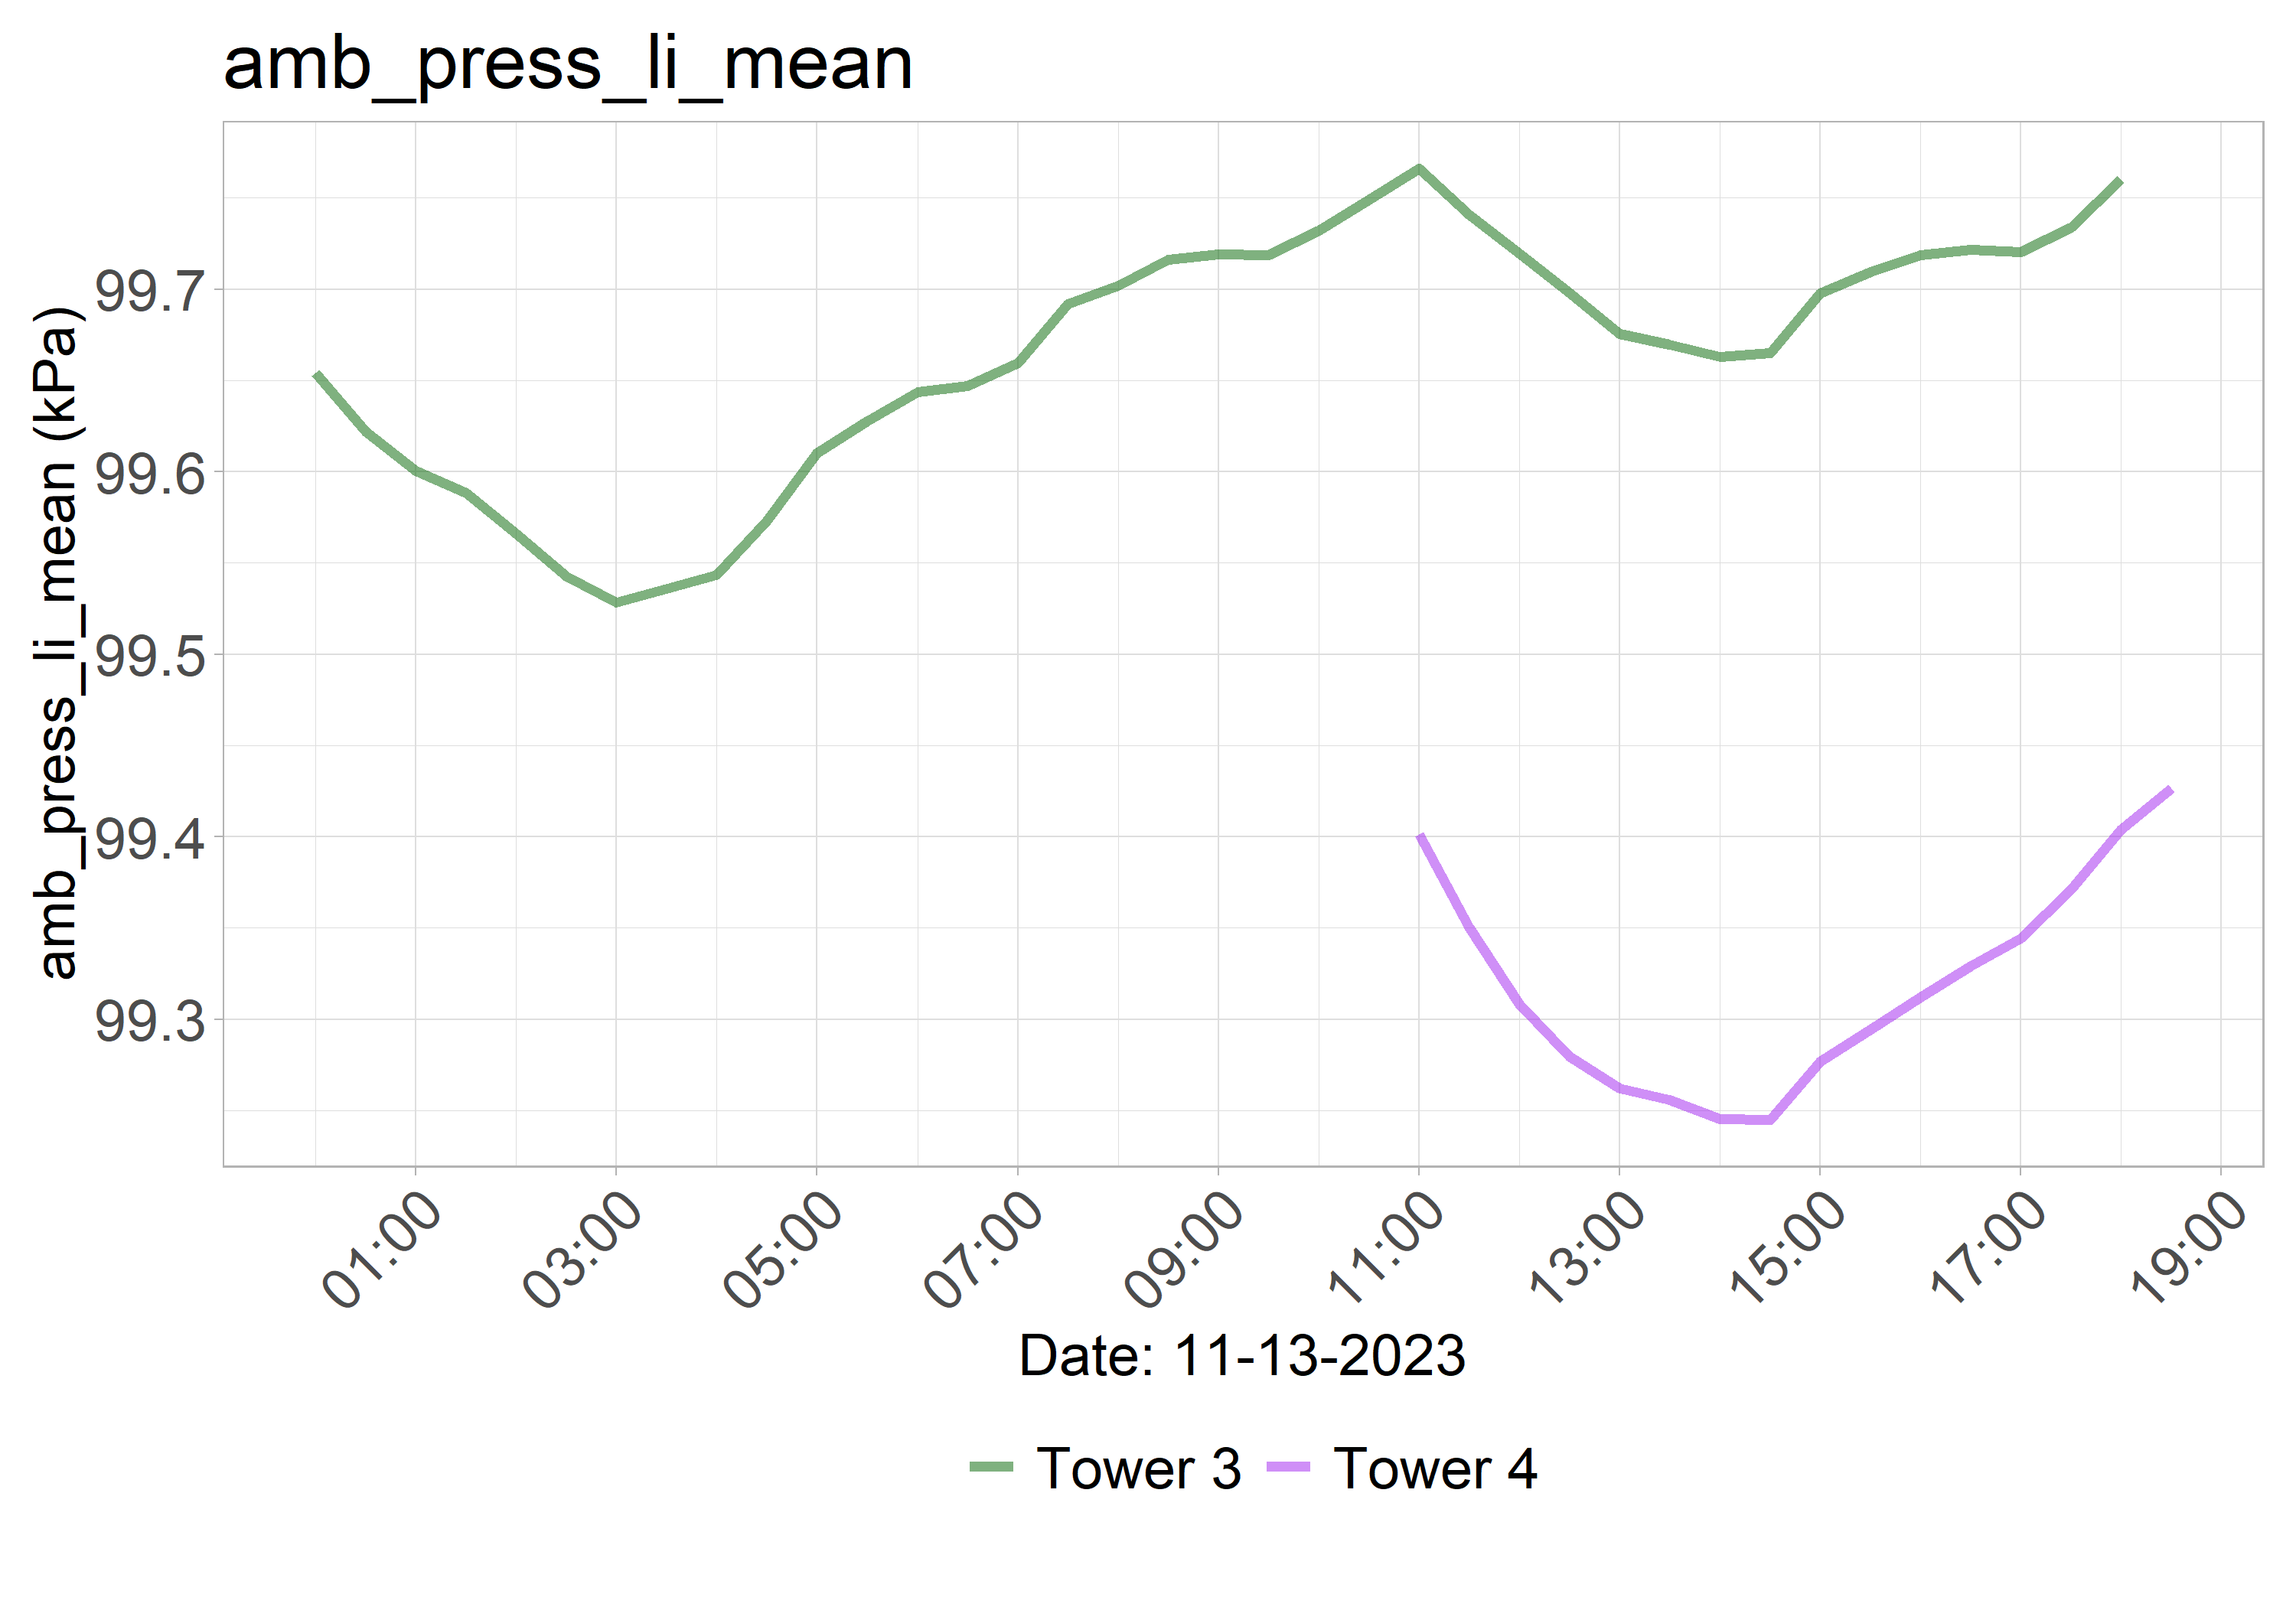 amb_press_li_mean
amb_press_li_mean (kPa)
99.7
99.6
99.5
99.4
99.3
01:00 03:00 05:00 07:00 09:00 11:00 13:00 15:00 17:00 19:00
Date: 11-13-2023
Tower 3 Tower 4